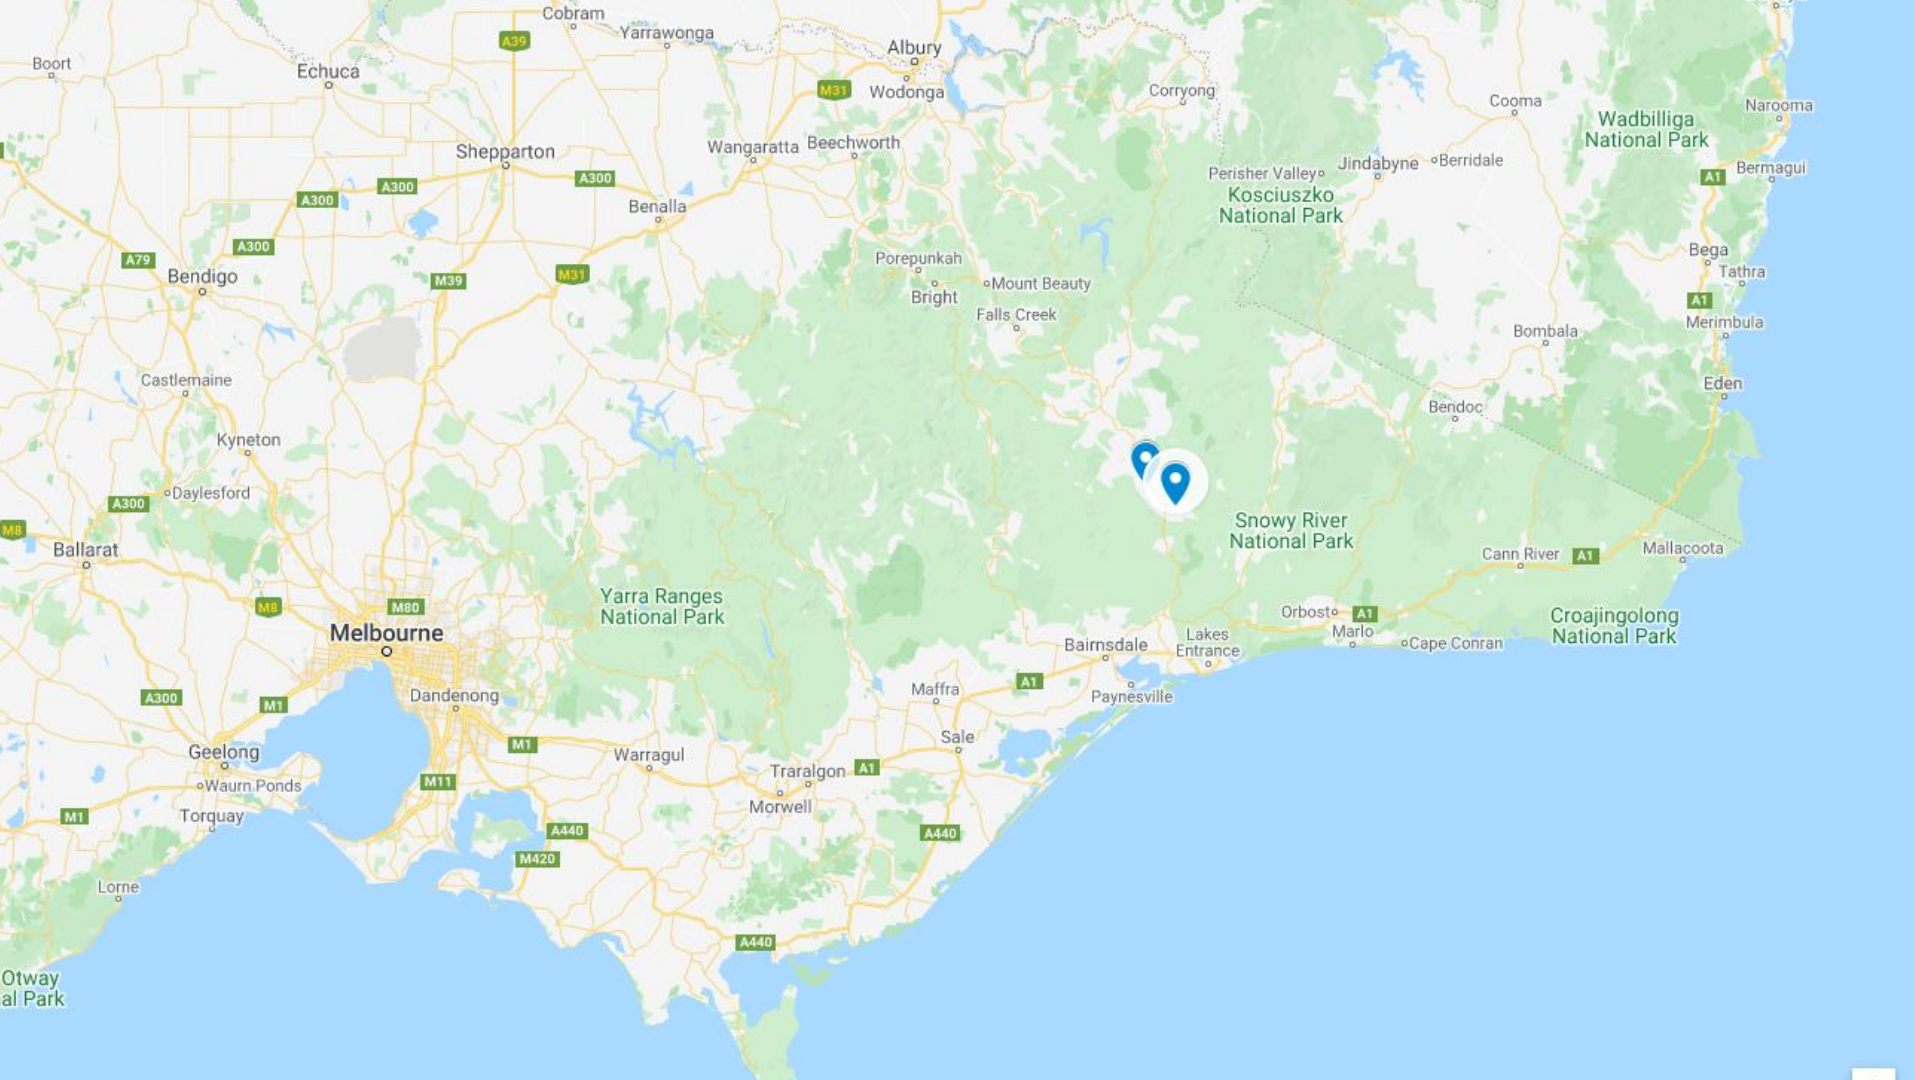 Cobram
Yarrawonga
A39
Albury
Boort
Echuca
M31
Wodonga
Corryong
Cooma
Narooma
Wadbilliga
National Park
Shepparton
Wangaratta
Beechworth
Perisher Valley
Jindabyne
Berridale
A1
Bermagui
A300
A300
A300
Kosciuszko
National Park
Benalla
A300
A79
Bendigo
M39
M31
Porepunkah
Bright
Mount Beauty
Falls Creek
Bega
Tathra
A1
Merimbula
Bombala
Castlemaine
Eden
Bendoc
Kyneton
Daylesford
A300
M8
Ballarat
Snowy River
National Park
Cann River
A1
Mallacoota
Yarra Ranges
National Park
M8
M80
Melbourne
Orbost
A1
Marlo
Cape Conran
Croajingolong
National Park
Bairnsdale
Lakes
Entrance
A300
M1
Dandenong
Maffra
A1
Paynesville
Geelong
M1
Warragul
Sale
Waurn Ponds
M11
Traralgon
A1
Morwell
M1
Torquay
A440
A440
M420
Lorne
A440
Otway
al Park